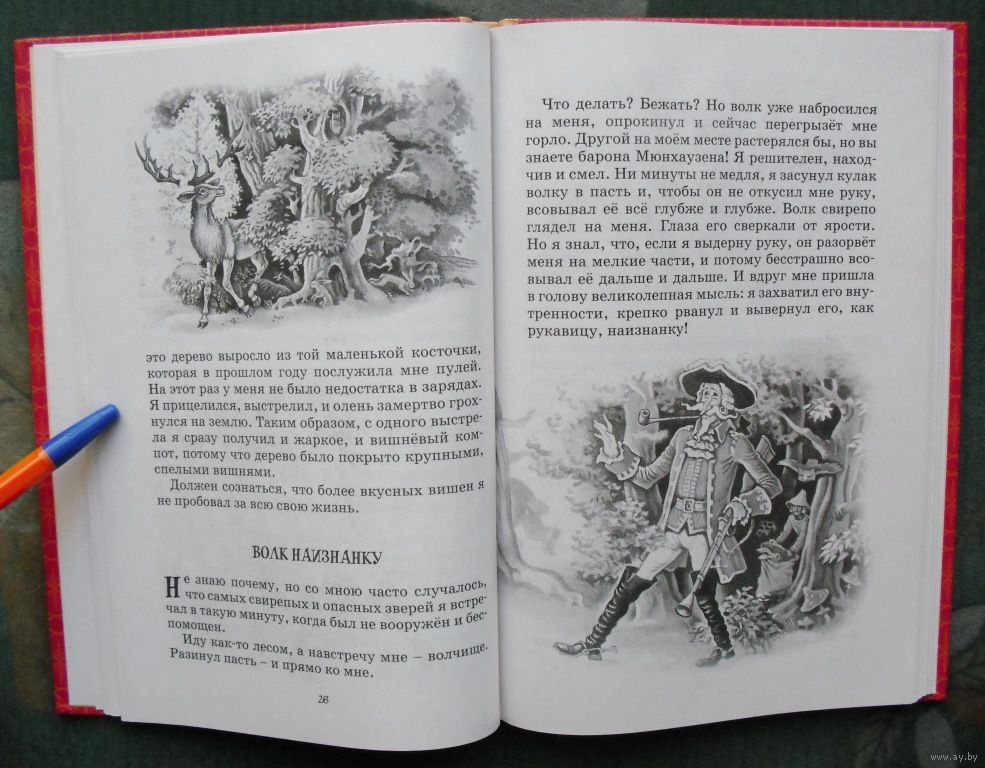 это дерево выросло из той маленькой косточки,
которая в прошлом году послужила мне пулей.
На этот раз у меня не было недостатка в зарядах.
Я прицелился, выстрелил, и олень замертво грох-
нулся на землю. Таким образом, с одного выстре-
ла я сразу получил и жаркое, и вишнёвый ком-
пот, потому что дерево было покрыто крупными,
спелыми вишнями.
Должен сознаться, что более вкусных вишен я
не пробовал за всю свою жизнь.
ВОЛК НАИЗНАНКУ
Не знаю почему, но со мною часто случалось,
что самых свирепых и опасных зверей я встре-
чал в такую минуту, когда был не вооружён и бес-
помощен.
Иду как-то лесом, а навстречу мне – волчище.
Разинул пасть – и прямо ко мне.
26
Что делать? Бежать? Но волк уже набросился
на меня, опрокинул и сейчас перегрызёт мне
горло. Другой на моём месте растерялся бы, но вы
знаете барона Мюнхаузена! Я решителен, наход-
чив и смел. Ни минуты не медля, я засунул кулак
волку в пасть и, чтобы он не откусил мне руку,
всовывал её всё глубже и глубже. Волк свирепо
глядел на меня. Глаза его сверкали от ярости.
Но я знал, что, если я выдерну руку, он разорвёт
меня на мелкие части, и потому бесстрашно всо-
вывал её дальше и дальше. И вдруг мне пришла
в голову великолепная мысль: я захватил его вну-
тренности, крепко рванул и вывернул его, как
рукавицу, наизнанку!
www.ay.by